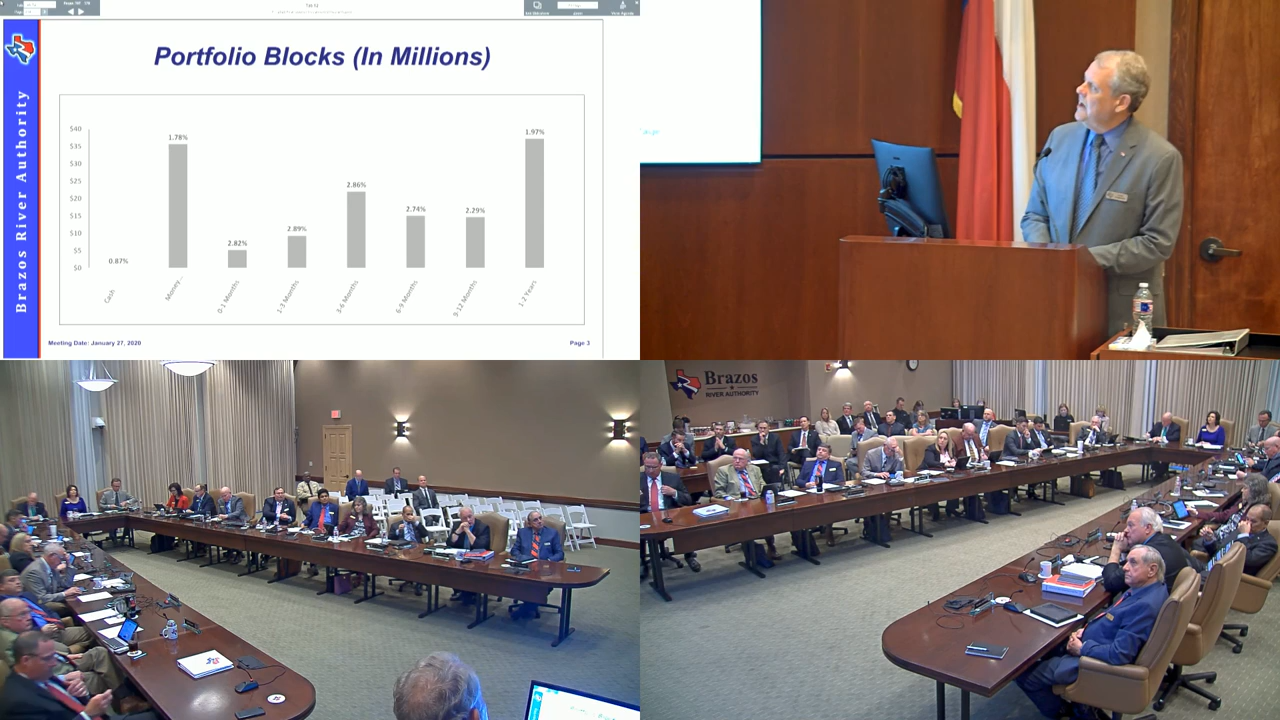 Portfolio Blocks (In Millions)
Brazos River Authority
$40
$35
$30
$25
$20
$15
$10
$5
$0
0.87%
1.78%
2.82%
2.89%
2.86%
2.74%
2.29%
1.97%
Cash
Money...
0-1 Months
1-3 Months
3-6 Months
6-9 Months
9-12 Months
1-2 Years
Meeting Date: January 27, 2020
Page 3
Brazos
RIVER AUTHORITY